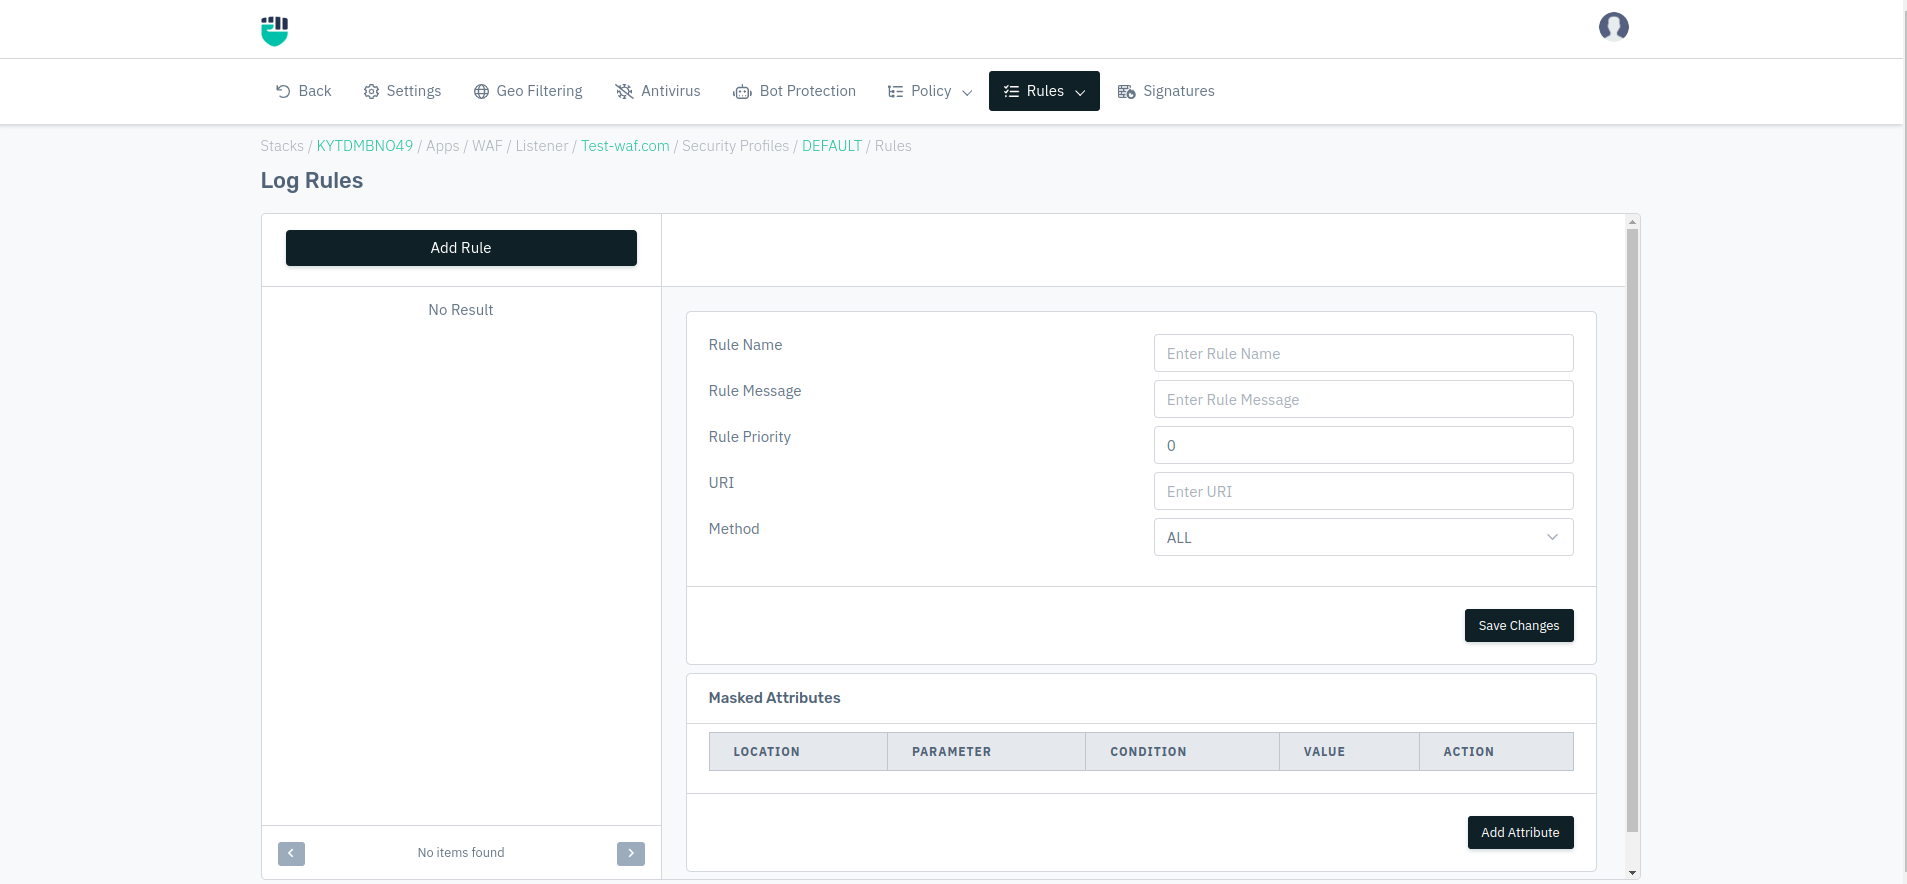 Back Settings Geo Filtering Antivirus Bot Protection Policy Rules Signatures
Stacks / KYTDMBNO49 / Apps / WAF / Listener / Test-waf.com / Security Profiles / DEFAULT / Rules
Log Rules
Add Rule
No Result
No items found
Rule Name
Enter Rule Name
Rule Message
Enter Rule Message
Rule Priority
0
URI
Enter URI
Method
ALL
Save Changes
Masked Attributes
LOCATION PARAMETER CONDITION VALUE ACTION
Add Attribute